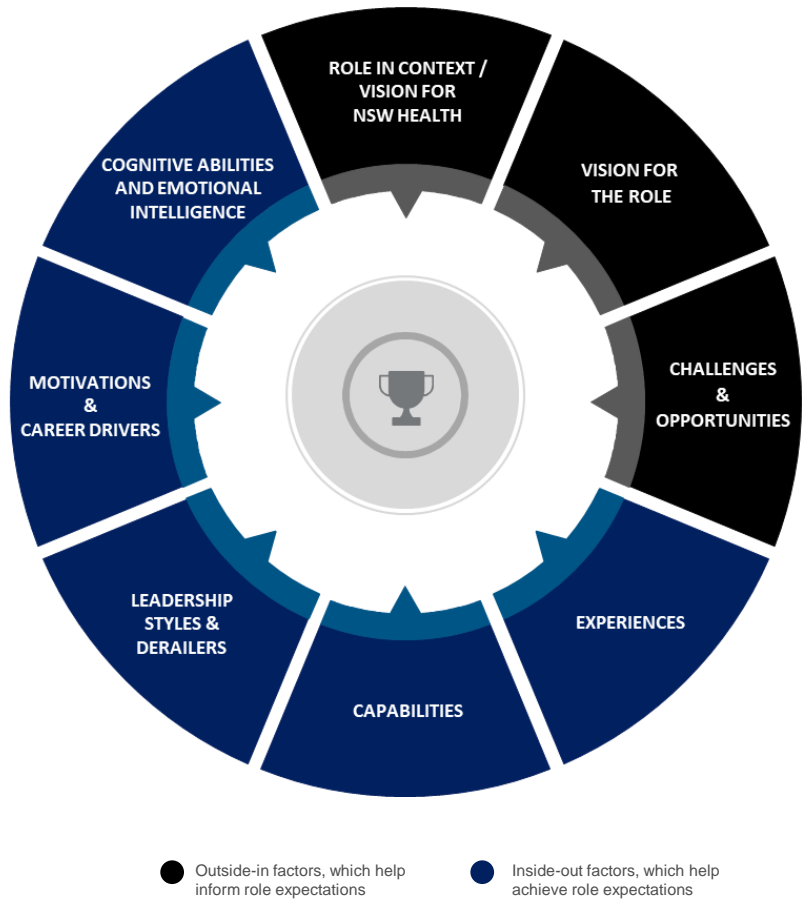 ROLE IN CONTEXT /
VISION FOR
NSW HEALTH
VISION FOR
THE ROLE
CHALLENGES
&
OPPORTUNITIES
EXPERIENCES
CAPABILITIES
LEADERSHIP
STYLES &
DERAILERS
MOTIVATIONS
&
CAREER DRIVERS
COGNITIVE ABILITIES
AND EMOTIONAL
INTELLIGENCE
Outside-in factors, which help
inform role expectations
Inside-out factors, which help
achieve role expectations